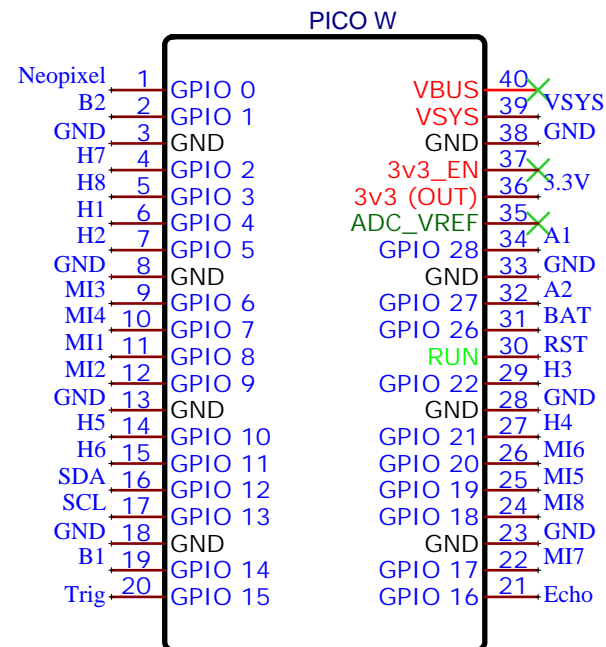 PICO W
Neopixel 1 GPIO 0 VBUS 40
B2 2 GPIO 1 VSYS 39 VSYS
GND 3 GND GND 38 GND
H7 4 GPIO 2 3v3_EN 37
H8 5 GPIO 3 3v3 (OUT) 36 3.3V
H1 6 GPIO 4 ADC_VREF 35
H2 7 GPIO 5 GPIO 28 34 A1
GND 8 GND GND 33 GND
MI3 9 GPIO 6 GPIO 27 32 A2
MI4 10 GPIO 7 GPIO 26 31 BAT
MI1 11 GPIO 8 RUN 30 RST
MI2 12 GPIO 9 GPIO 22 29 H3
GND 13 GND GND 28 GND
H5 14 GPIO 10 GPIO 21 27 H4
H6 15 GPIO 11 GPIO 20 26 MI6
SDA 16 GPIO 12 GPIO 19 25 MI5
SCL 17 GPIO 13 GPIO 18 24 MI8
GND 18 GND GND 23 GND
B1 19 GPIO 14 GPIO 17 22 MI7
Trig 20 GPIO 15 GPIO 16 21 Echo